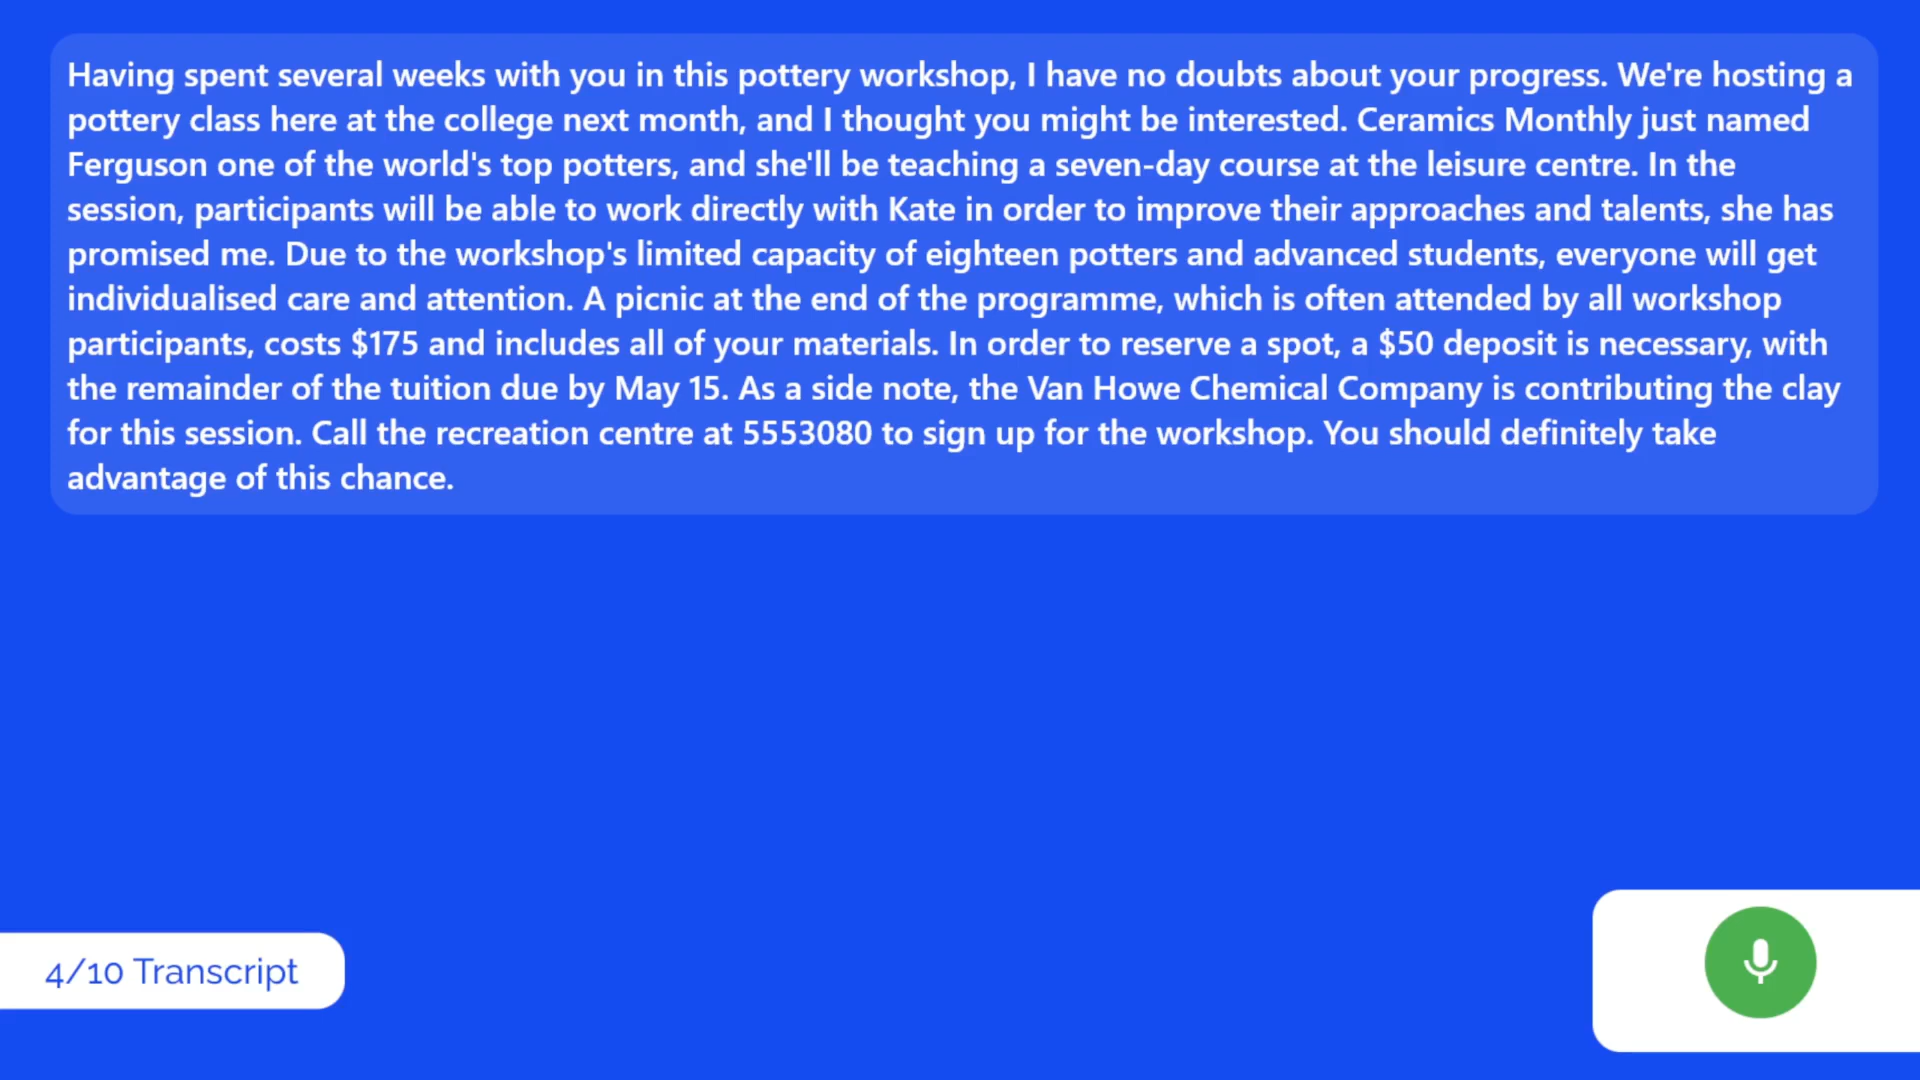 Having spent several weeks with you in this pottery workshop, I have no doubts about your progress. We're hosting a
pottery class here at the college next month, and I thought you might be interested. Ceramics Monthly just named
Ferguson one of the world's top potters, and she'll be teaching a seven-day course at the leisure centre. In the
session, participants will be able to work directly with Kate in order to improve their approaches and talents, she has
promised me. Due to the workshop's limited capacity of eighteen potters and advanced students, everyone will get
individualised care and attention. A picnic at the end of the programme, which is often attended by all workshop
participants, costs $175 and includes all of your materials. In order to reserve a spot, a $50 deposit is necessary, with
the remainder of the tuition due by May 15. As a side note, the Van Howe Chemical Company is contributing the clay
for this session. Call the recreation centre at 5553080 to sign up for the workshop. You should definitely take
advantage of this chance.
4/10 Transcript